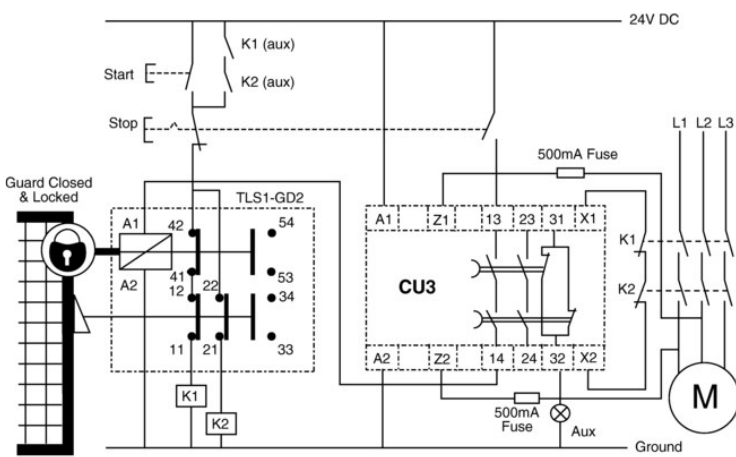 24V DC
K1 (aux)
Start
K2 (aux)
Stop
L1 L2 L3
500mA Fuse
Guard Closed
& Locked
TLS1-GD2
A1 42 54
A1 Z1 13 23 31 X1
K1
A2 41 53
12 22 34
CU3
K2
11 21 33
A2 Z2 14 24 32 X2
K1
M
500mA
Fuse
K2
Aux
Ground